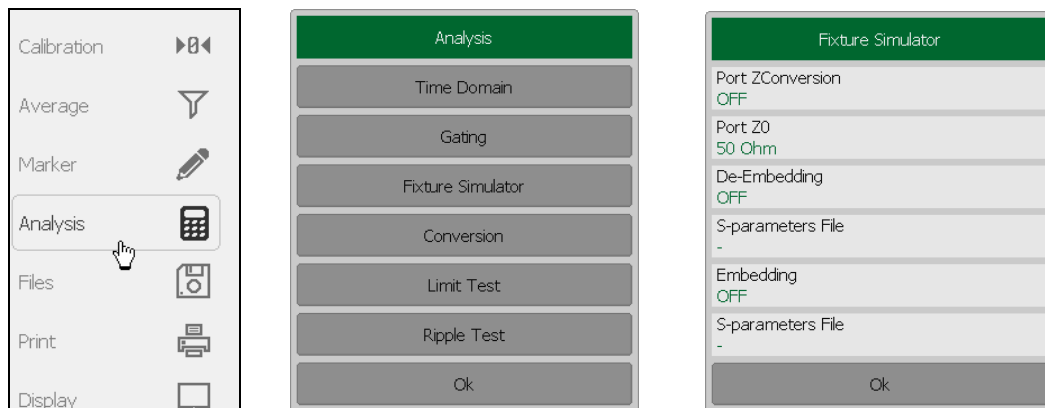 Calibration
Average
Marker
Analysis
Files
Print
Display
Analysis
Time Domain
Gating
Fixture Simulator
Conversion
Limit Test
Ripple Test
Ok
Fixture Simulator
Port ZConversion
OFF
Port Z0
50 Ohm
De-Embedding
OFF
S-parameters File
-
Embedding
OFF
S-parameters File
-
Ok